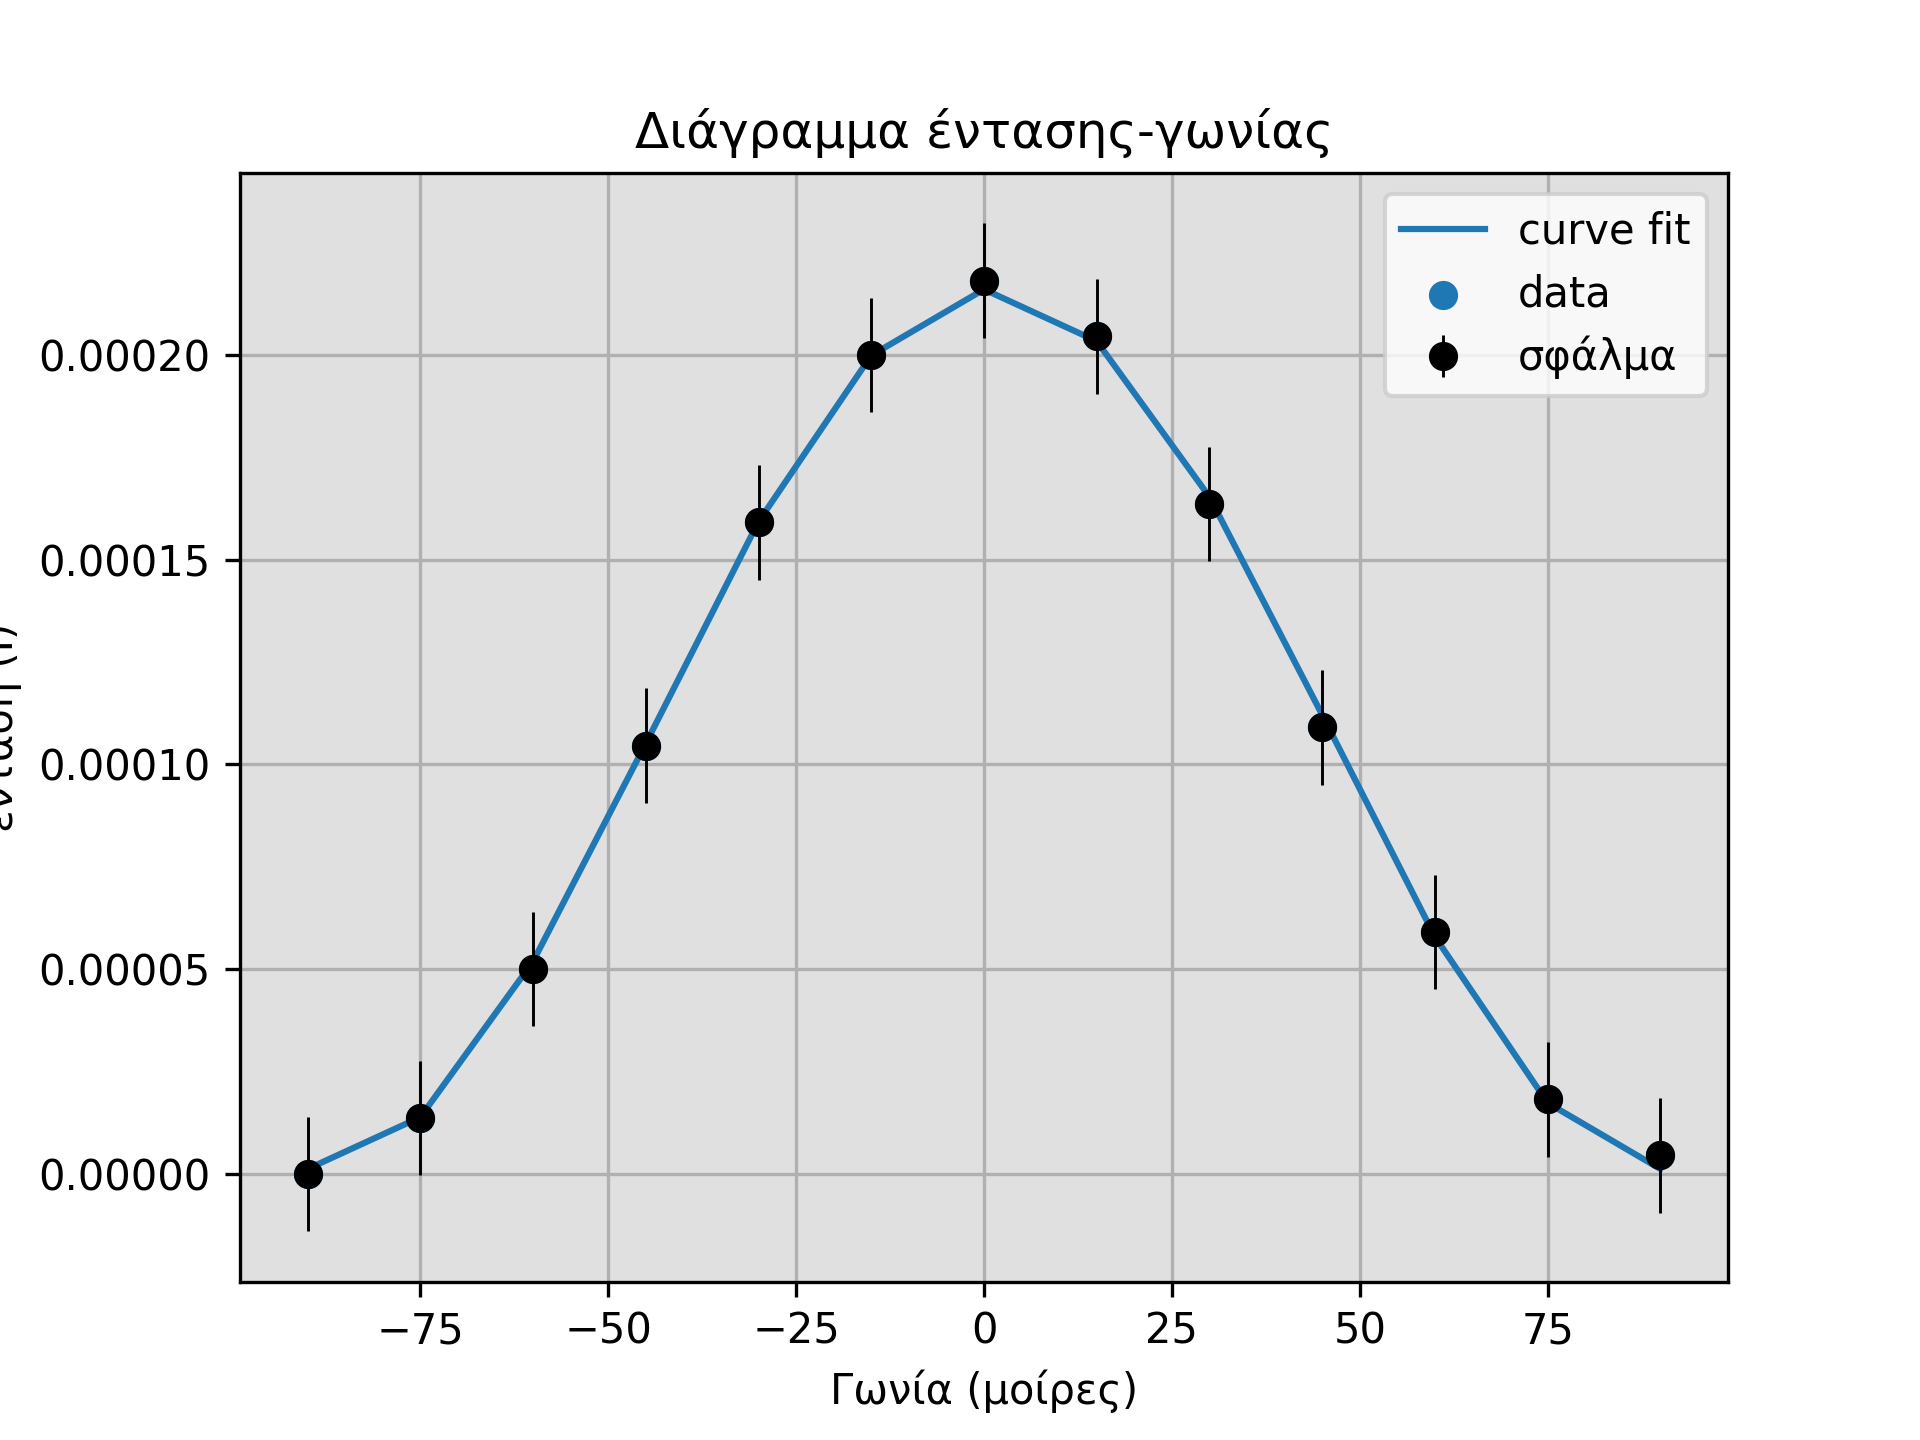 Διάγραμμα έντασης-γωνίας
curve fit
data
σφάλμα
0.00020
0.00015
0.00010
0.00005
0.00000
−75 −50 −25 0 25 50 75
Γωνία (μοίρες)